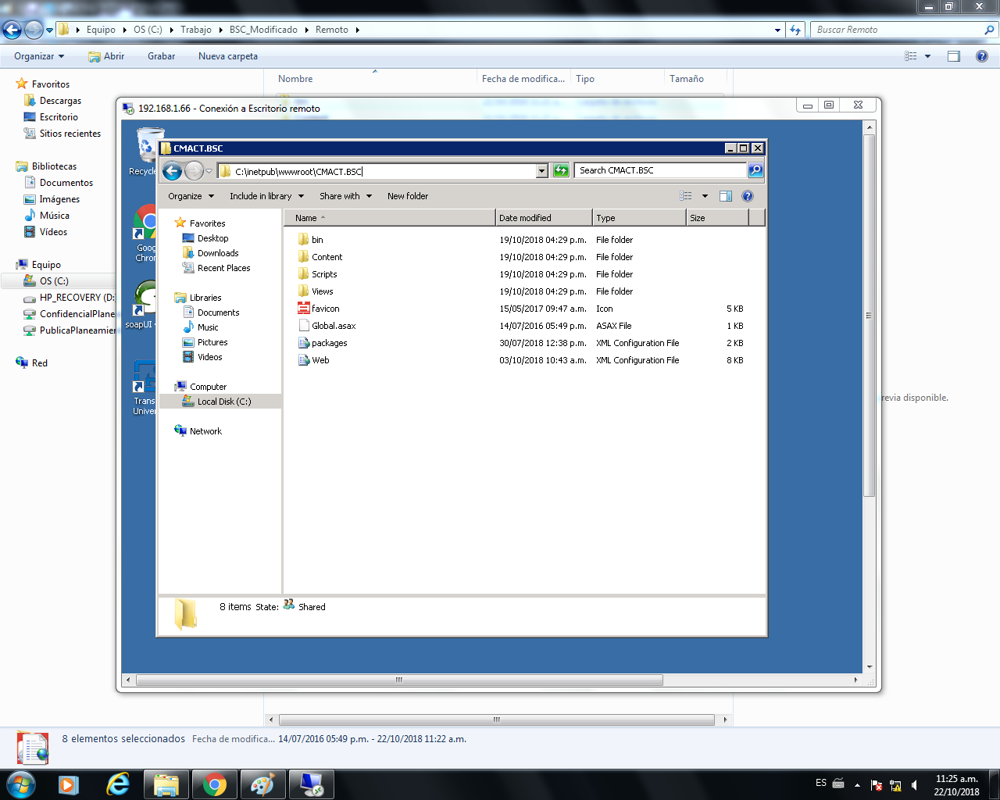 Equipo OS (C:) Trabajo BSC_Modificado Remoto
Buscar Remoto
Organizar Abrir Grabar Nueva carpeta
Favoritos
Descargas
Escritorio
Sitios recientes
Bibliotecas
Documentos
Imágenes
Música
Vídeos
Equipo
OS (C:)
HP_RECOVERY (D:
ConfidencialPlane
PublicaPlaneamier
Red
Nombre Fecha de modifica... Tipo Tamaño
192.168.1.66 - Conexión a Escritorio remoto
Recycle
Goog
Chron
soapUI
Trans
Univer
CMACT.BSC
C:\inetpub\wwwroot\CMACT.BSC
Search CMACT.BSC
Organize Include in library Share with New folder
Favorites
Desktop
Downloads
Recent Places
Libraries
Documents
Music
Pictures
Videos
Computer
Local Disk (C:)
Network
Name Date modified Type Size
bin 19/10/2018 04:29 p.m. File folder
Content 19/10/2018 04:29 p.m. File folder
Scripts 19/10/2018 04:29 p.m. File folder
Views 19/10/2018 04:29 p.m. File folder
favicon 15/05/2017 09:47 a.m. Icon 5 KB
Global.asax 14/07/2016 05:49 p.m. ASAX File 1 KB
packages 30/07/2018 12:38 p.m. XML Configuration File 2 KB
Web 03/10/2018 10:43 a.m. XML Configuration File 8 KB
8 items State: Shared
revia disponible.
8 elementos seleccionados Fecha de modifica... 14/07/2016 05:49 p.m. - 22/10/2018 11:22 a.m.
ES
11:25 a.m.
22/10/2018